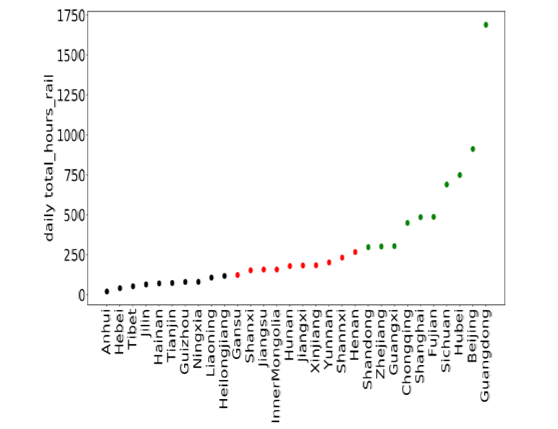 daily total_hours_rail
1750
1500
1250
1000
750
500
250
0
Anhui
Hebei
Tibet
Jilin
Hainan
Tianjin
Guizhou
Ningxia
Liaoning
Heilongjiang
Gansu
Shanxi
Jiangsu
InnerMongolia
Hunan
Jiangxi
Xinjiang
Yunnan
Shannxi
Henan
Shandong
Zhejiang
Guangxi
Chongqing
Shanghai
Fujian
Sichuan
Hubei
Beijing
Guangdong